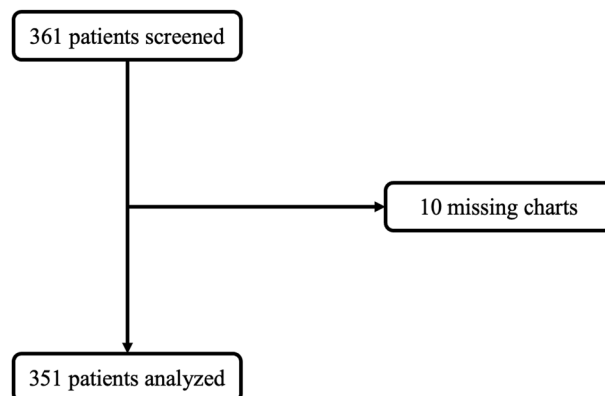 361 patients screened
10 missing charts
351 patients analyzed